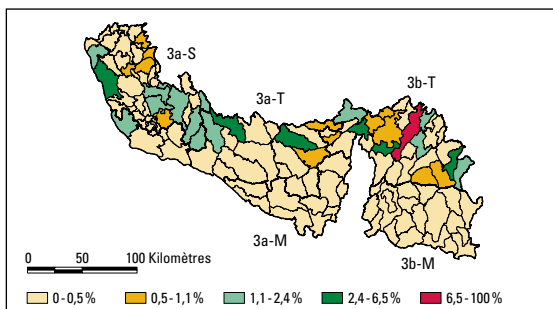 3a-S
3a-T
3b-T
3a-M
3b-M
0 50 100 Kilomètres
0 - 0,5 % 0,5 - 1,1 % 1,1 - 2,4 % 2,4 - 6,5 % 6,5 - 100 %